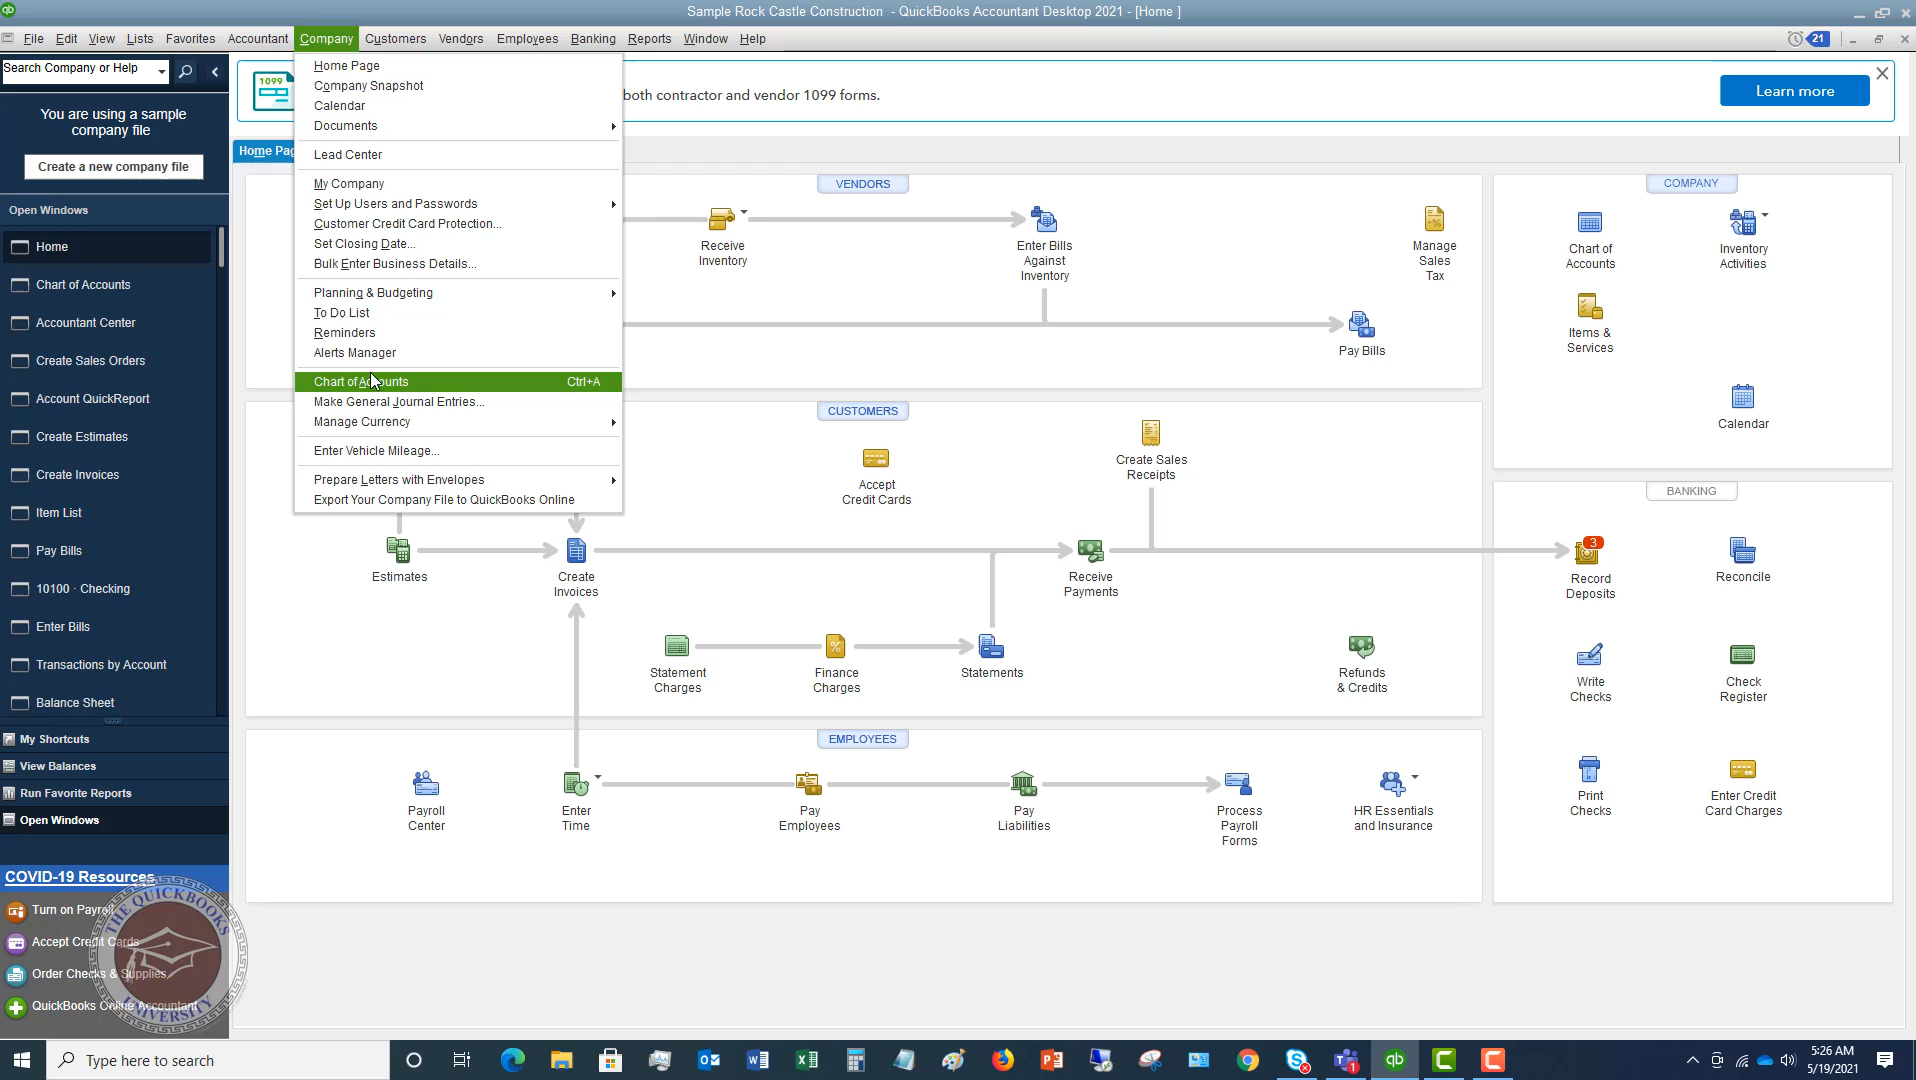 Sample Rock Castle Construction - QuickBooks Accountant Desktop 2021 - [Home ]
File Edit View Lists Favorites Accountant Company Customers Vendors Employees Banking Reports Window Help
21
Search Company or Help
You are using a sample
company file
Create a new company file
Open Windows
Home
Chart of Accounts
Accountant Center
Create Sales Orders
Account QuickReport
Create Estimates
Create Invoices
Item List
Pay Bills
10100 · Checking
Enter Bills
Transactions by Account
Balance Sheet
My Shortcuts
View Balances
Run Favorite Reports
Open Windows
COVID-19 Resources
Turn on Payroll
Accept Credit Cards
Order Checks & Supplies
QuickBooks Online Accountant
THE QUICKBOOKS
UNIVERSITY
Home Page
Company Snapshot
Calendar
Documents
Lead Center
My Company
Set Up Users and Passwords
Customer Credit Card Protection...
Set Closing Date...
Bulk Enter Business Details...
Planning & Budgeting
To Do List
Reminders
Alerts Manager
Chart of Accounts Ctrl+A
Make General Journal Entries...
Manage Currency
Enter Vehicle Mileage...
Prepare Letters with Envelopes
Export Your Company File to QuickBooks Online
1099
both contractor and vendor 1099 forms.
Learn more
Home Pag
VENDORS
Receive
Inventory
Enter Bills
Against
Inventory
Manage
Sales
Tax
Pay Bills
CUSTOMERS
Accept
Credit Cards
Create Sales
Receipts
Estimates
Create
Invoices
Receive
Payments
Statement
Charges
Finance
Charges
Statements
Refunds
& Credits
EMPLOYEES
Payroll
Center
Enter
Time
Pay
Employees
Pay
Liabilities
Process
Payroll
Forms
HR Essentials
and Insurance
COMPANY
Chart of
Accounts
Inventory
Activities
Items &
Services
Calendar
BANKING
3
Record
Deposits
Reconcile
Write
Checks
Check
Register
Print
Checks
Enter Credit
Card Charges
Type here to search
5:26 AM
5/19/2021